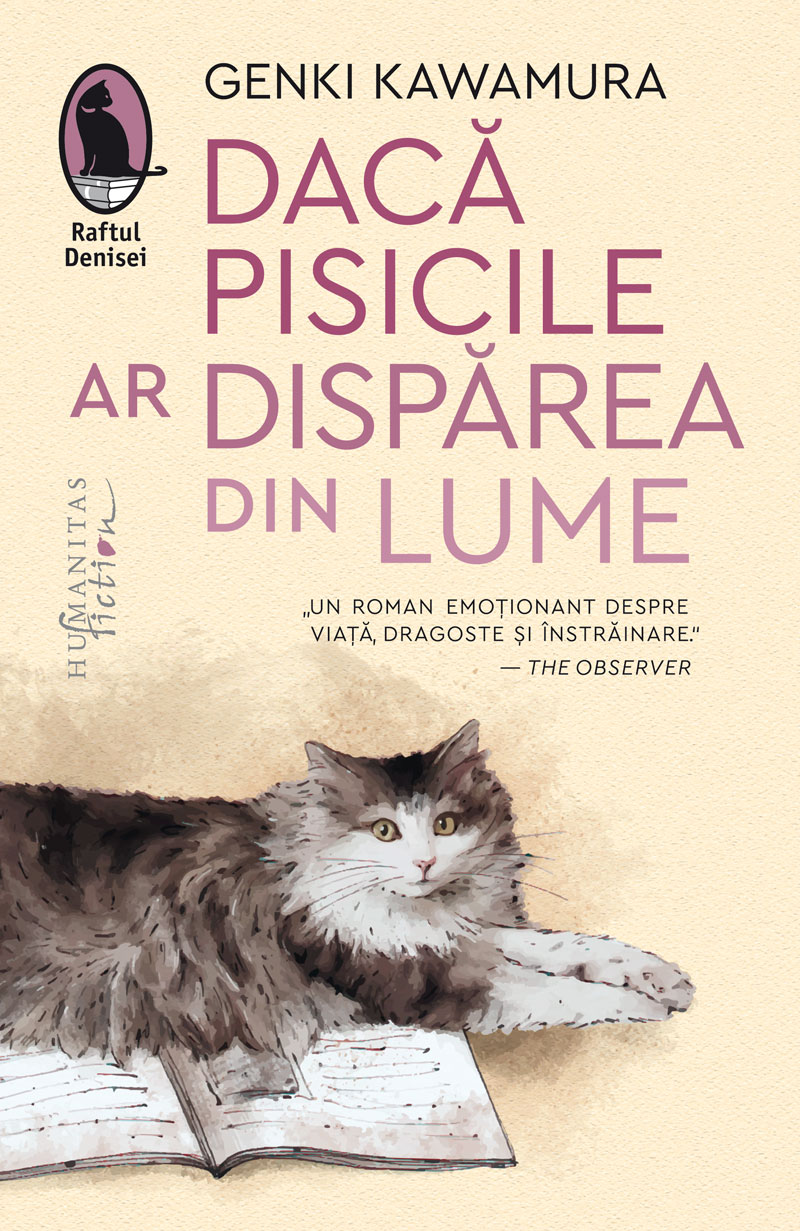 GENKI KAWAMURA
DACĂ
PISICILE
AR DISPĂREA
DIN LUME
Raftul
Denisei
HUMANITAS
fiction
„UN ROMAN EMOȚIONANT DESPRE
VIAȚĂ, DRAGOSTE ȘI ÎNSTRĂINARE.“
— THE OBSERVER